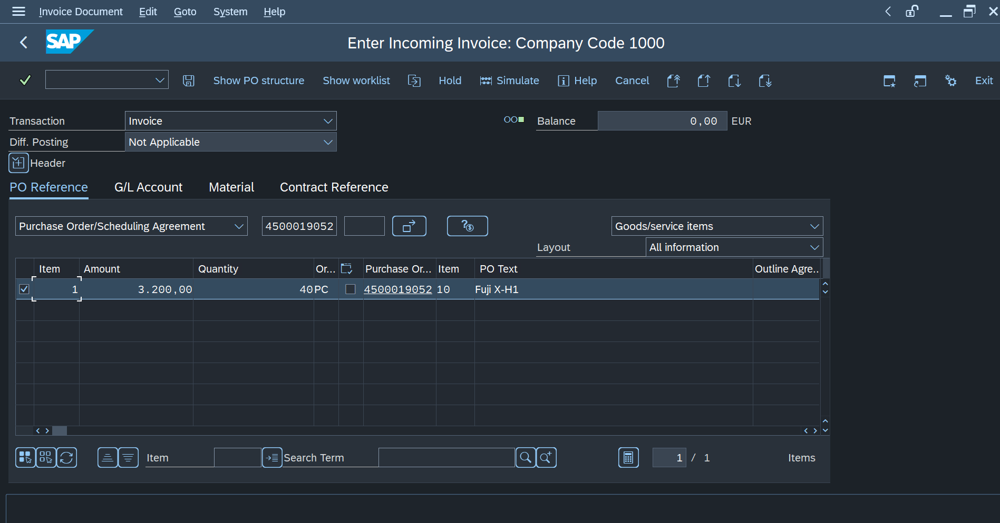 Invoice Document Edit Goto System Help
SAP
Enter Incoming Invoice: Company Code 1000
Show PO structure Show worklist Hold Simulate Help Cancel Exit
Transaction Invoice Balance 0,00 EUR
Diff. Posting Not Applicable
Header
PO Reference G/L Account Material Contract Reference
Purchase Order/Scheduling Agreement 4500019052 Goods/service items
Layout All information
Item Amount Quantity Or... Purchase Or... Item PO Text Outline Agre..
1 3.200,00 40 PC 4500019052 10 Fuji X-H1
Item Search Term 1 / 1 Items